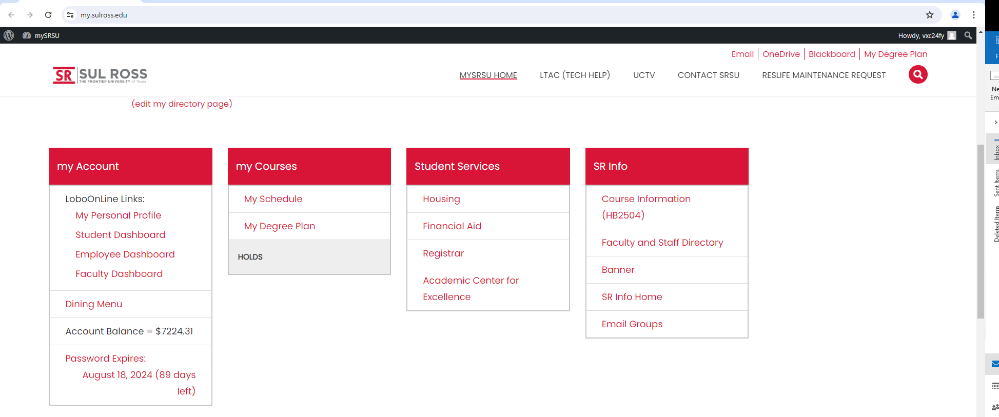 my.sulross.edu
mySRSU
Howdy, vxc24fy
Email
OneDrive
Blackboard
My Degree Plan
SR
SUL ROSS
THE FRONTIER UNIVERSITY of Texas
MYSRSU HOME
LTAC (TECH HELP)
UCTV
CONTACT SRSU
RESLIFE MAINTENANCE REQUEST
(edit my directory page)
my Account
LoboOnLine Links:
My Personal Profile
Student Dashboard
Employee Dashboard
Faculty Dashboard
Dining Menu
Account Balance = $7224.31
Password Expires:
August 18, 2024 (89 days
left)
my Courses
My Schedule
My Degree Plan
HOLDS
Student Services
Housing
Financial Aid
Registrar
Academic Center for
Excellence
SR Info
Course Information
(HB2504)
Faculty and Staff Directory
Banner
SR Info Home
Email Groups
F
Ne
Em
Inbox 1
Sent Items
Deleted Items